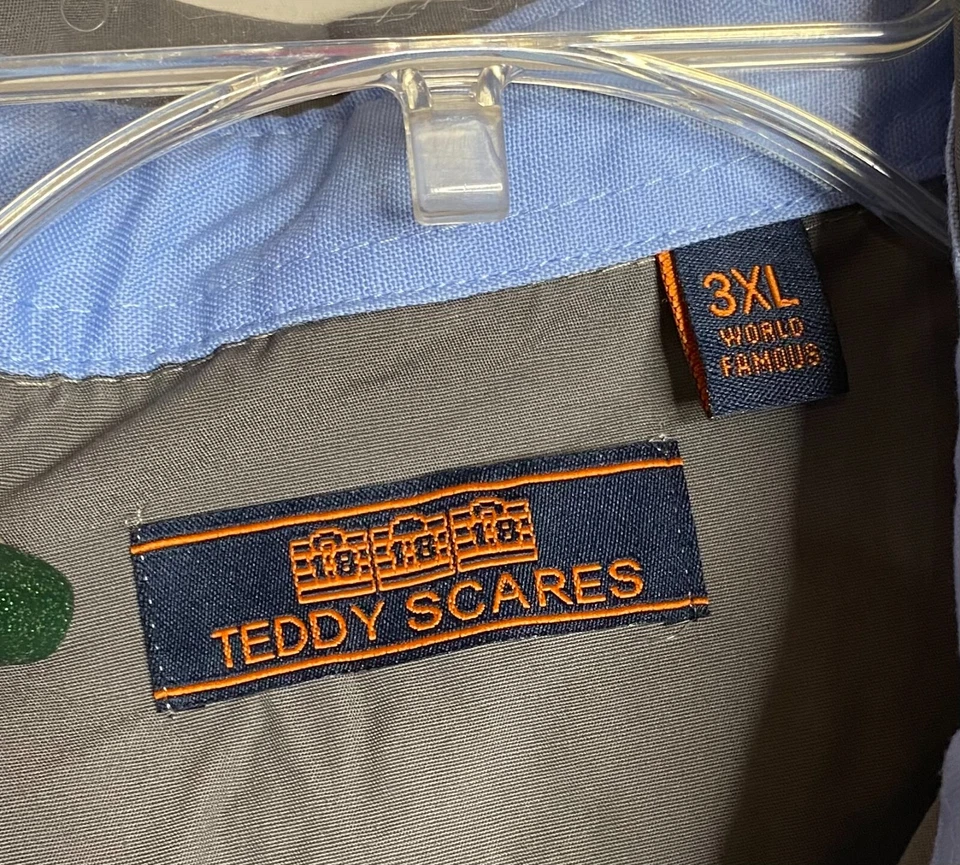 3XL
WORLD
FAMOUS
18 18 18
TEDDY SCARES